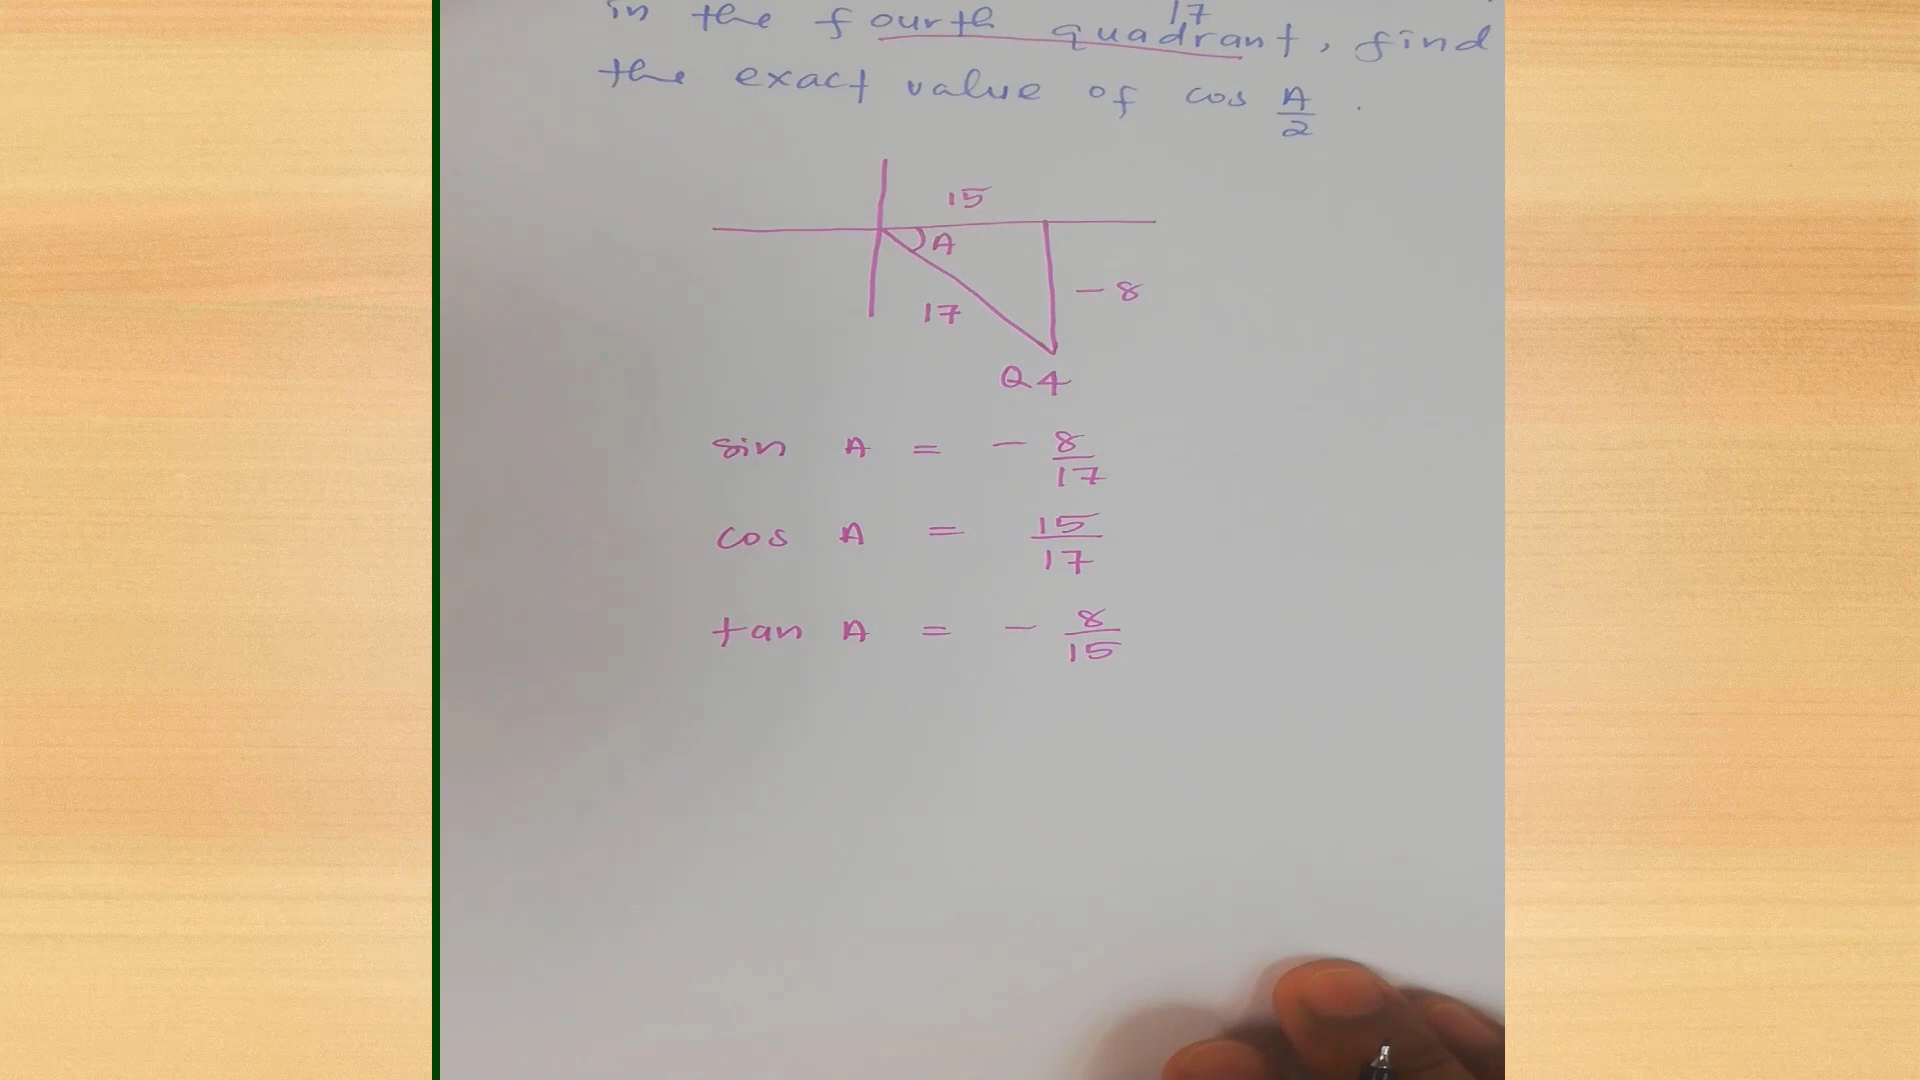 17
in the fourth quadrant, find
the exact value of cos A/2.
15
A
- 8
17
Q4
sin A = - 8/17
cos A = 15/17
tan A = - 8/15